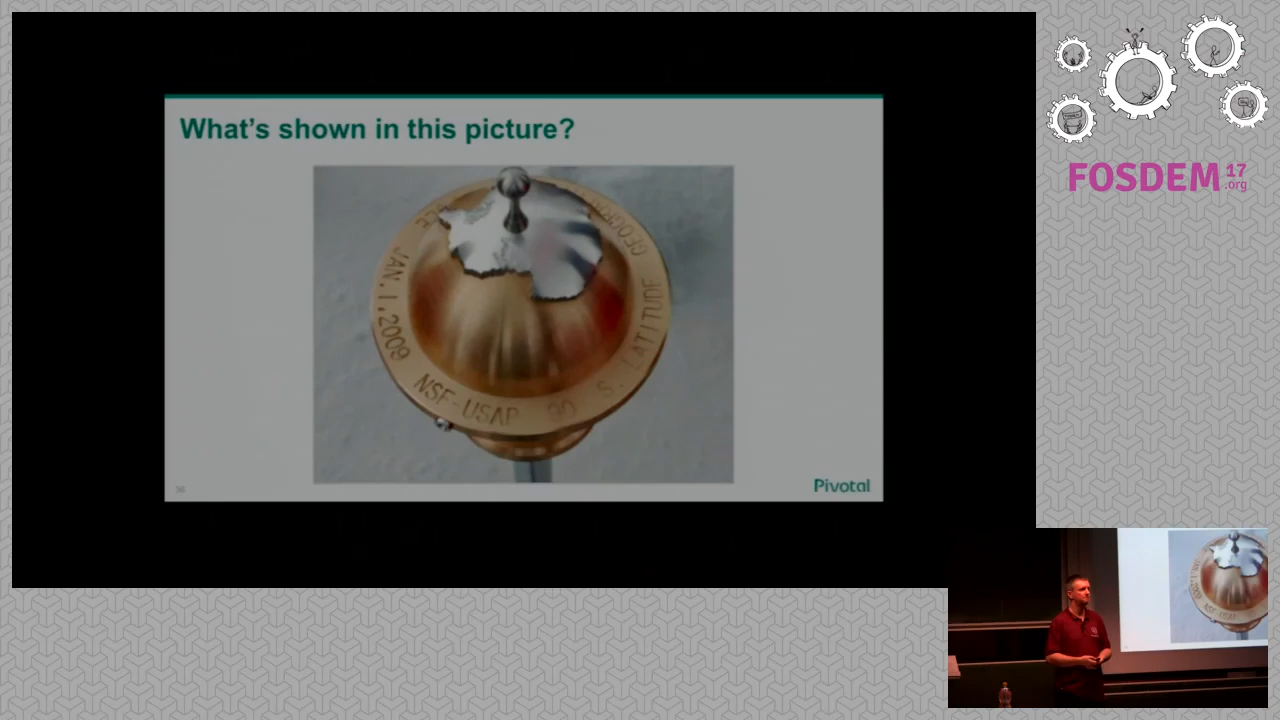 What's shown in this picture?
JAN. 1, 2009
NSF-USAP 90 S. LATITUDE
Pivotal
FOSDEM 17
.org